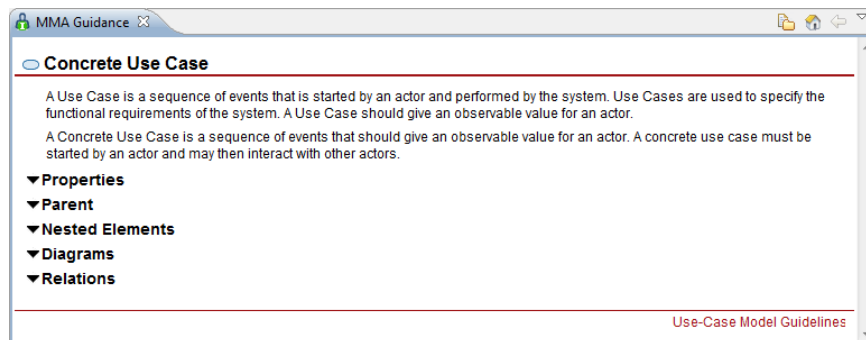 MMA Guidance
Concrete Use Case
A Use Case is a sequence of events that is started by an actor and performed by the system. Use Cases are used to specify the
functional requirements of the system. A Use Case should give an observable value for an actor.
A Concrete Use Case is a sequence of events that should give an observable value for an actor. A concrete use case must be
started by an actor and may then interact with other actors.
Properties
Parent
Nested Elements
Diagrams
Relations
Use-Case Model Guidelines